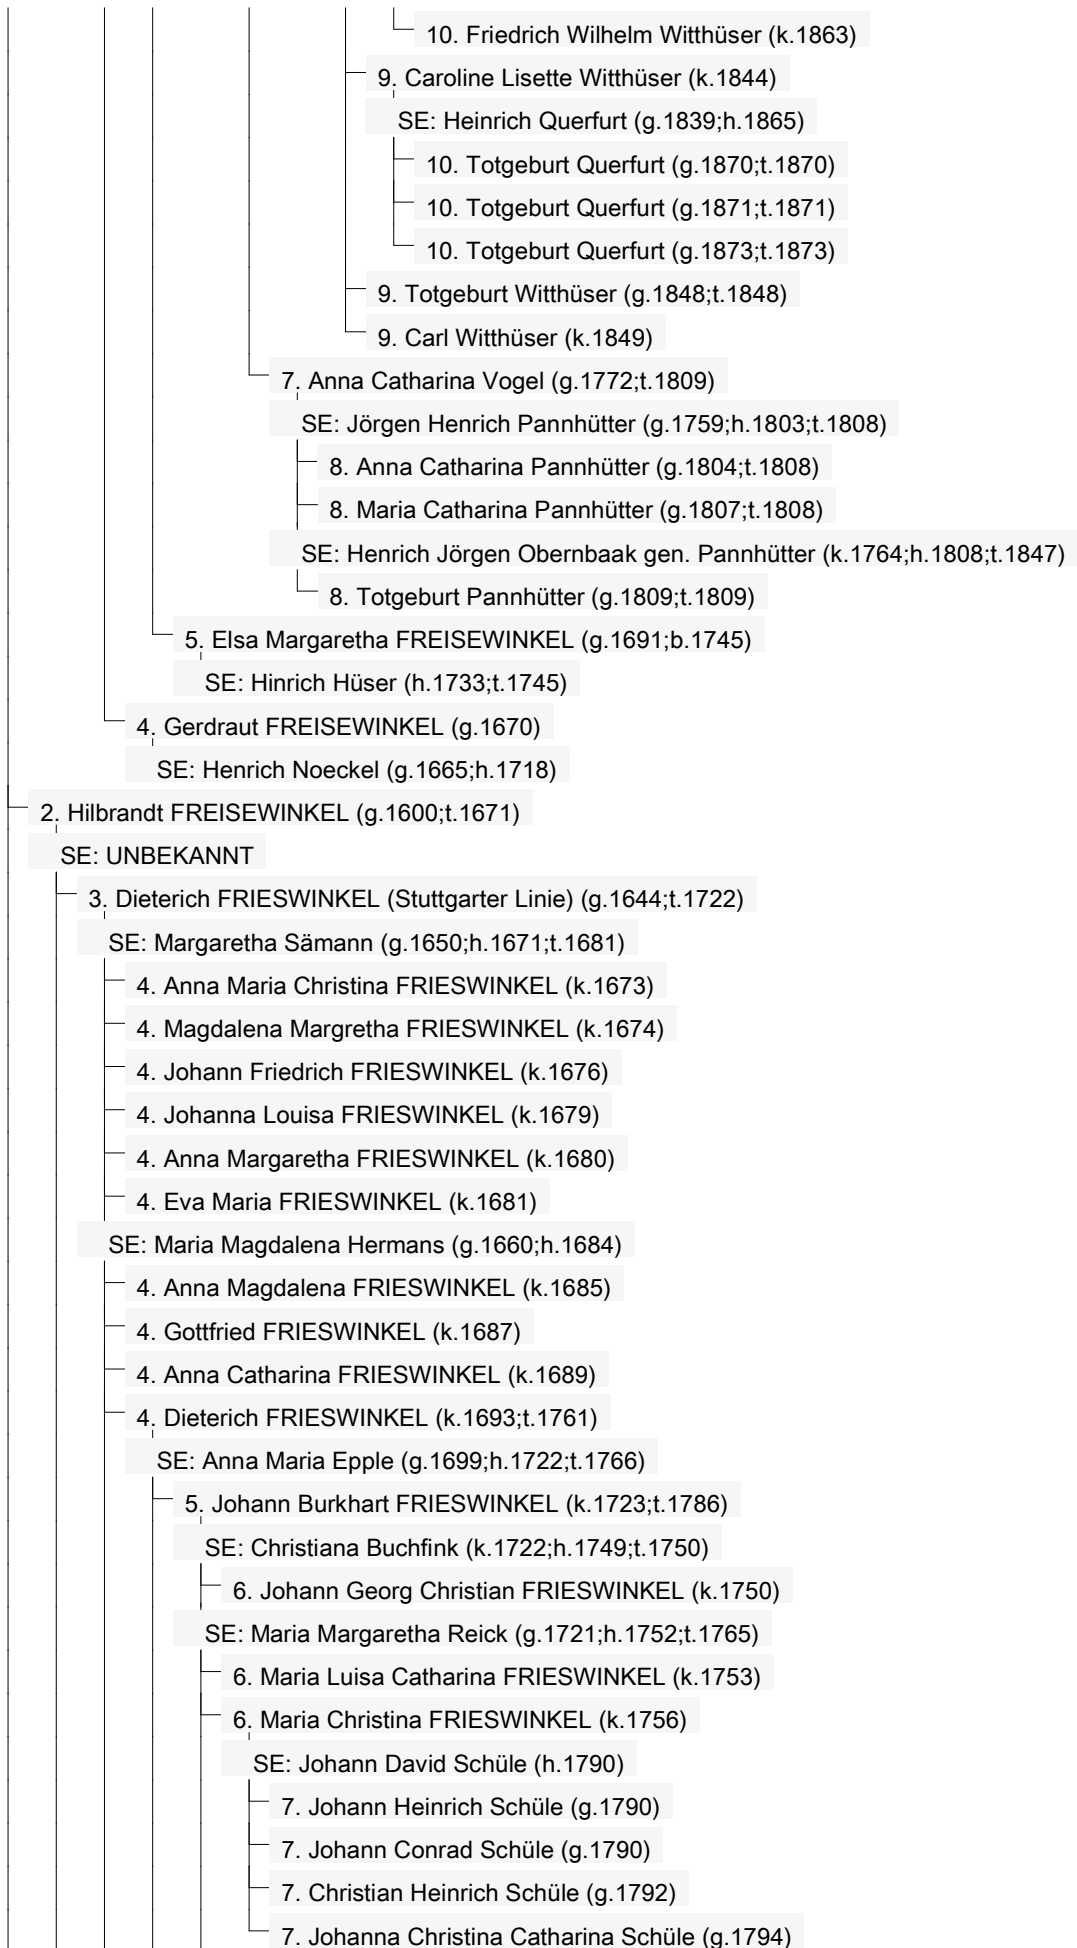 10. Friedrich Wilhelm Witthüser (k.1863)
9. Caroline Lisette Witthüser (k.1844)
SE: Heinrich Querfurt (g.1839;h.1865)
10. Totgeburt Querfurt (g.1870;t.1870)
10. Totgeburt Querfurt (g.1871;t.1871)
10. Totgeburt Querfurt (g.1873;t.1873)
9. Totgeburt Witthüser (g.1848;t.1848)
9. Carl Witthüser (k.1849)
7. Anna Catharina Vogel (g.1772;t.1809)
SE: Jörgen Henrich Pannhütter (g.1759;h.1803;t.1808)
8. Anna Catharina Pannhütter (g.1804;t.1808)
8. Maria Catharina Pannhütter (g.1807;t.1808)
SE: Henrich Jörgen Obernbaak gen. Pannhütter (k.1764;h.1808;t.1847)
8. Totgeburt Pannhütter (g.1809;t.1809)
5. Elsa Margaretha FREISEWINKEL (g.1691;b.1745)
SE: Hinrich Hüser (h.1733;t.1745)
4. Gerdraut FREISEWINKEL (g.1670)
SE: Henrich Noeckel (g.1665;h.1718)
2. Hilbrandt FREISEWINKEL (g.1600;t.1671)
SE: UNBEKANNT
3. Dieterich FRIESWINKEL (Stuttgarter Linie) (g.1644;t.1722)
SE: Margaretha Sämann (g.1650;h.1671;t.1681)
4. Anna Maria Christina FRIESWINKEL (k.1673)
4. Magdalena Margretha FRIESWINKEL (k.1674)
4. Johann Friedrich FRIESWINKEL (k.1676)
4. Johanna Louisa FRIESWINKEL (k.1679)
4. Anna Margaretha FRIESWINKEL (k.1680)
4. Eva Maria FRIESWINKEL (k.1681)
SE: Maria Magdalena Hermans (g.1660;h.1684)
4. Anna Magdalena FRIESWINKEL (k.1685)
4. Gottfried FRIESWINKEL (k.1687)
4. Anna Catharina FRIESWINKEL (k.1689)
4. Dieterich FRIESWINKEL (k.1693;t.1761)
SE: Anna Maria Epple (g.1699;h.1722;t.1766)
5. Johann Burkhart FRIESWINKEL (k.1723;t.1786)
SE: Christiana Buchfink (k.1722;h.1749;t.1750)
6. Johann Georg Christian FRIESWINKEL (k.1750)
SE: Maria Margaretha Reick (g.1721;h.1752;t.1765)
6. Maria Luisa Catharina FRIESWINKEL (k.1753)
6. Maria Christina FRIESWINKEL (k.1756)
SE: Johann David Schüle (h.1790)
7. Johann Heinrich Schüle (g.1790)
7. Johann Conrad Schüle (g.1790)
7. Christian Heinrich Schüle (g.1792)
7. Johanna Christina Catharina Schüle (g.1794)